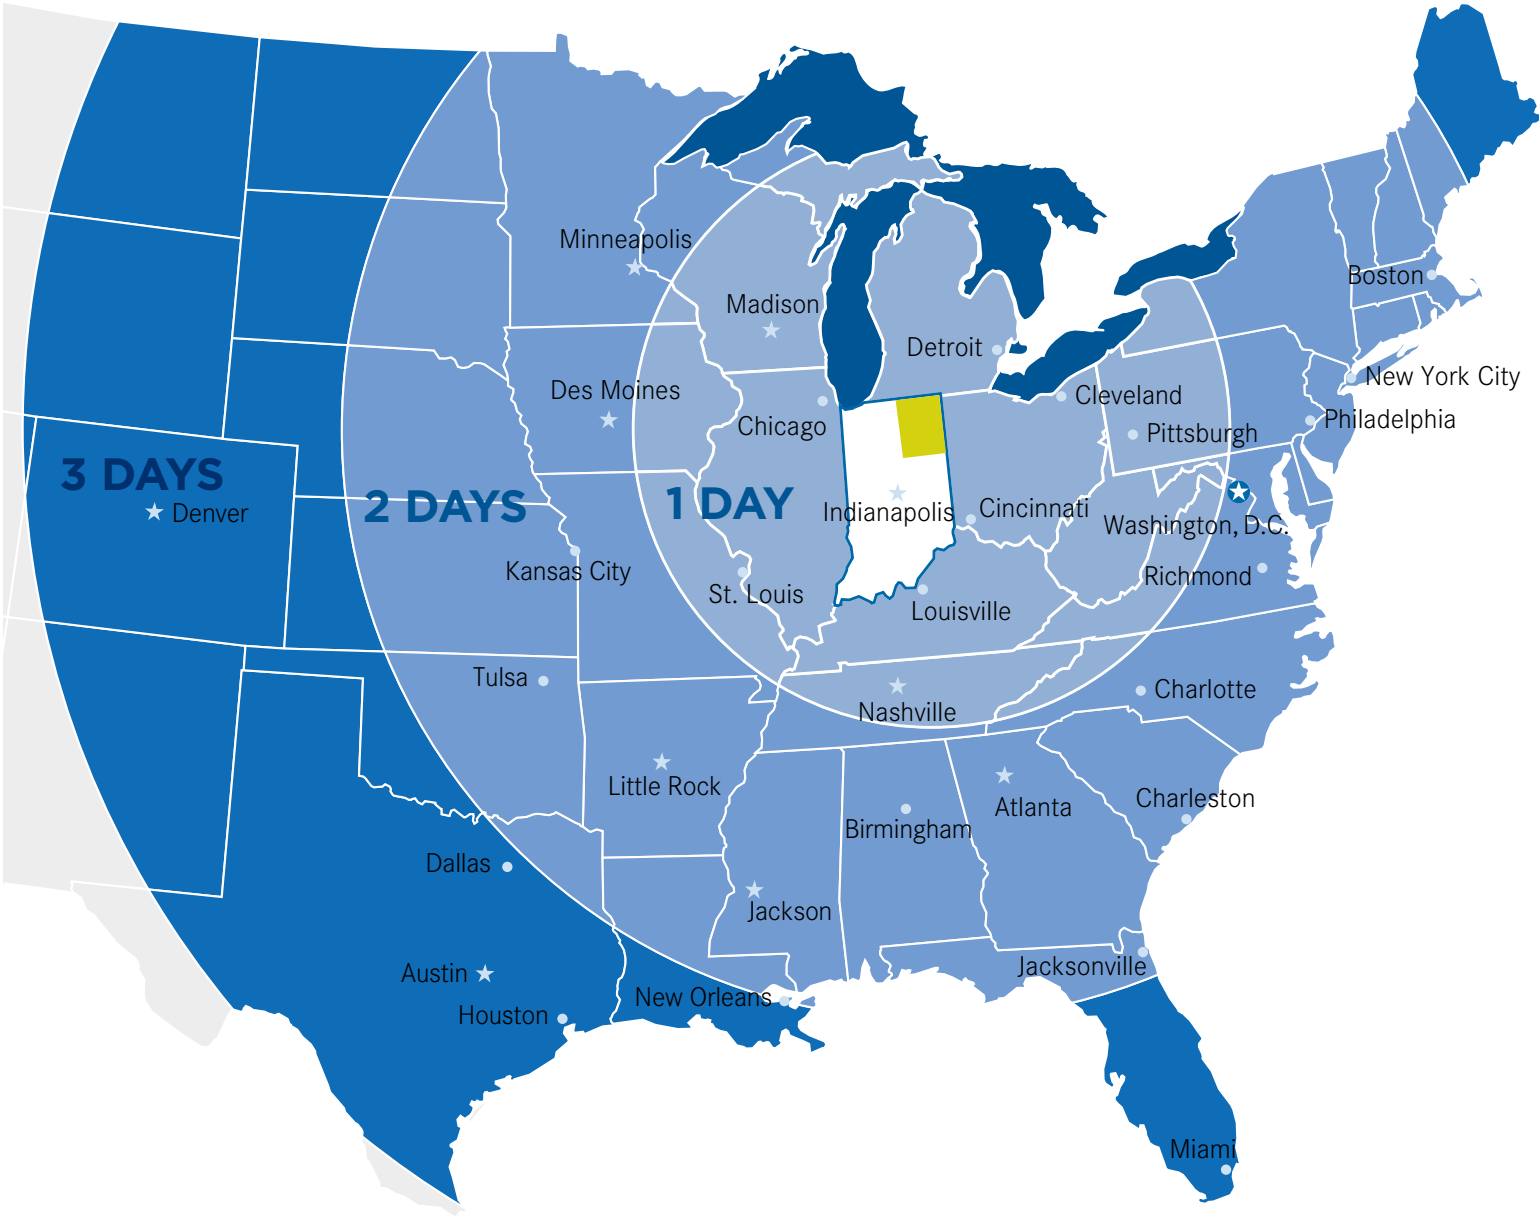 Minneapolis
Boston
Madison
Detroit
New York City
Des Moines
Cleveland
Chicago
Philadelphia
Pittsburgh
3 DAYS
2 DAYS
1 DAY
Denver
Indianapolis
Cincinnati
Washington, D.C.
Kansas City
Richmond
St. Louis
Louisville
Tulsa
Charlotte
Nashville
Little Rock
Charleston
Atlanta
Birmingham
Dallas
Jackson
Jacksonville
Austin
New Orleans
Houston
Miami